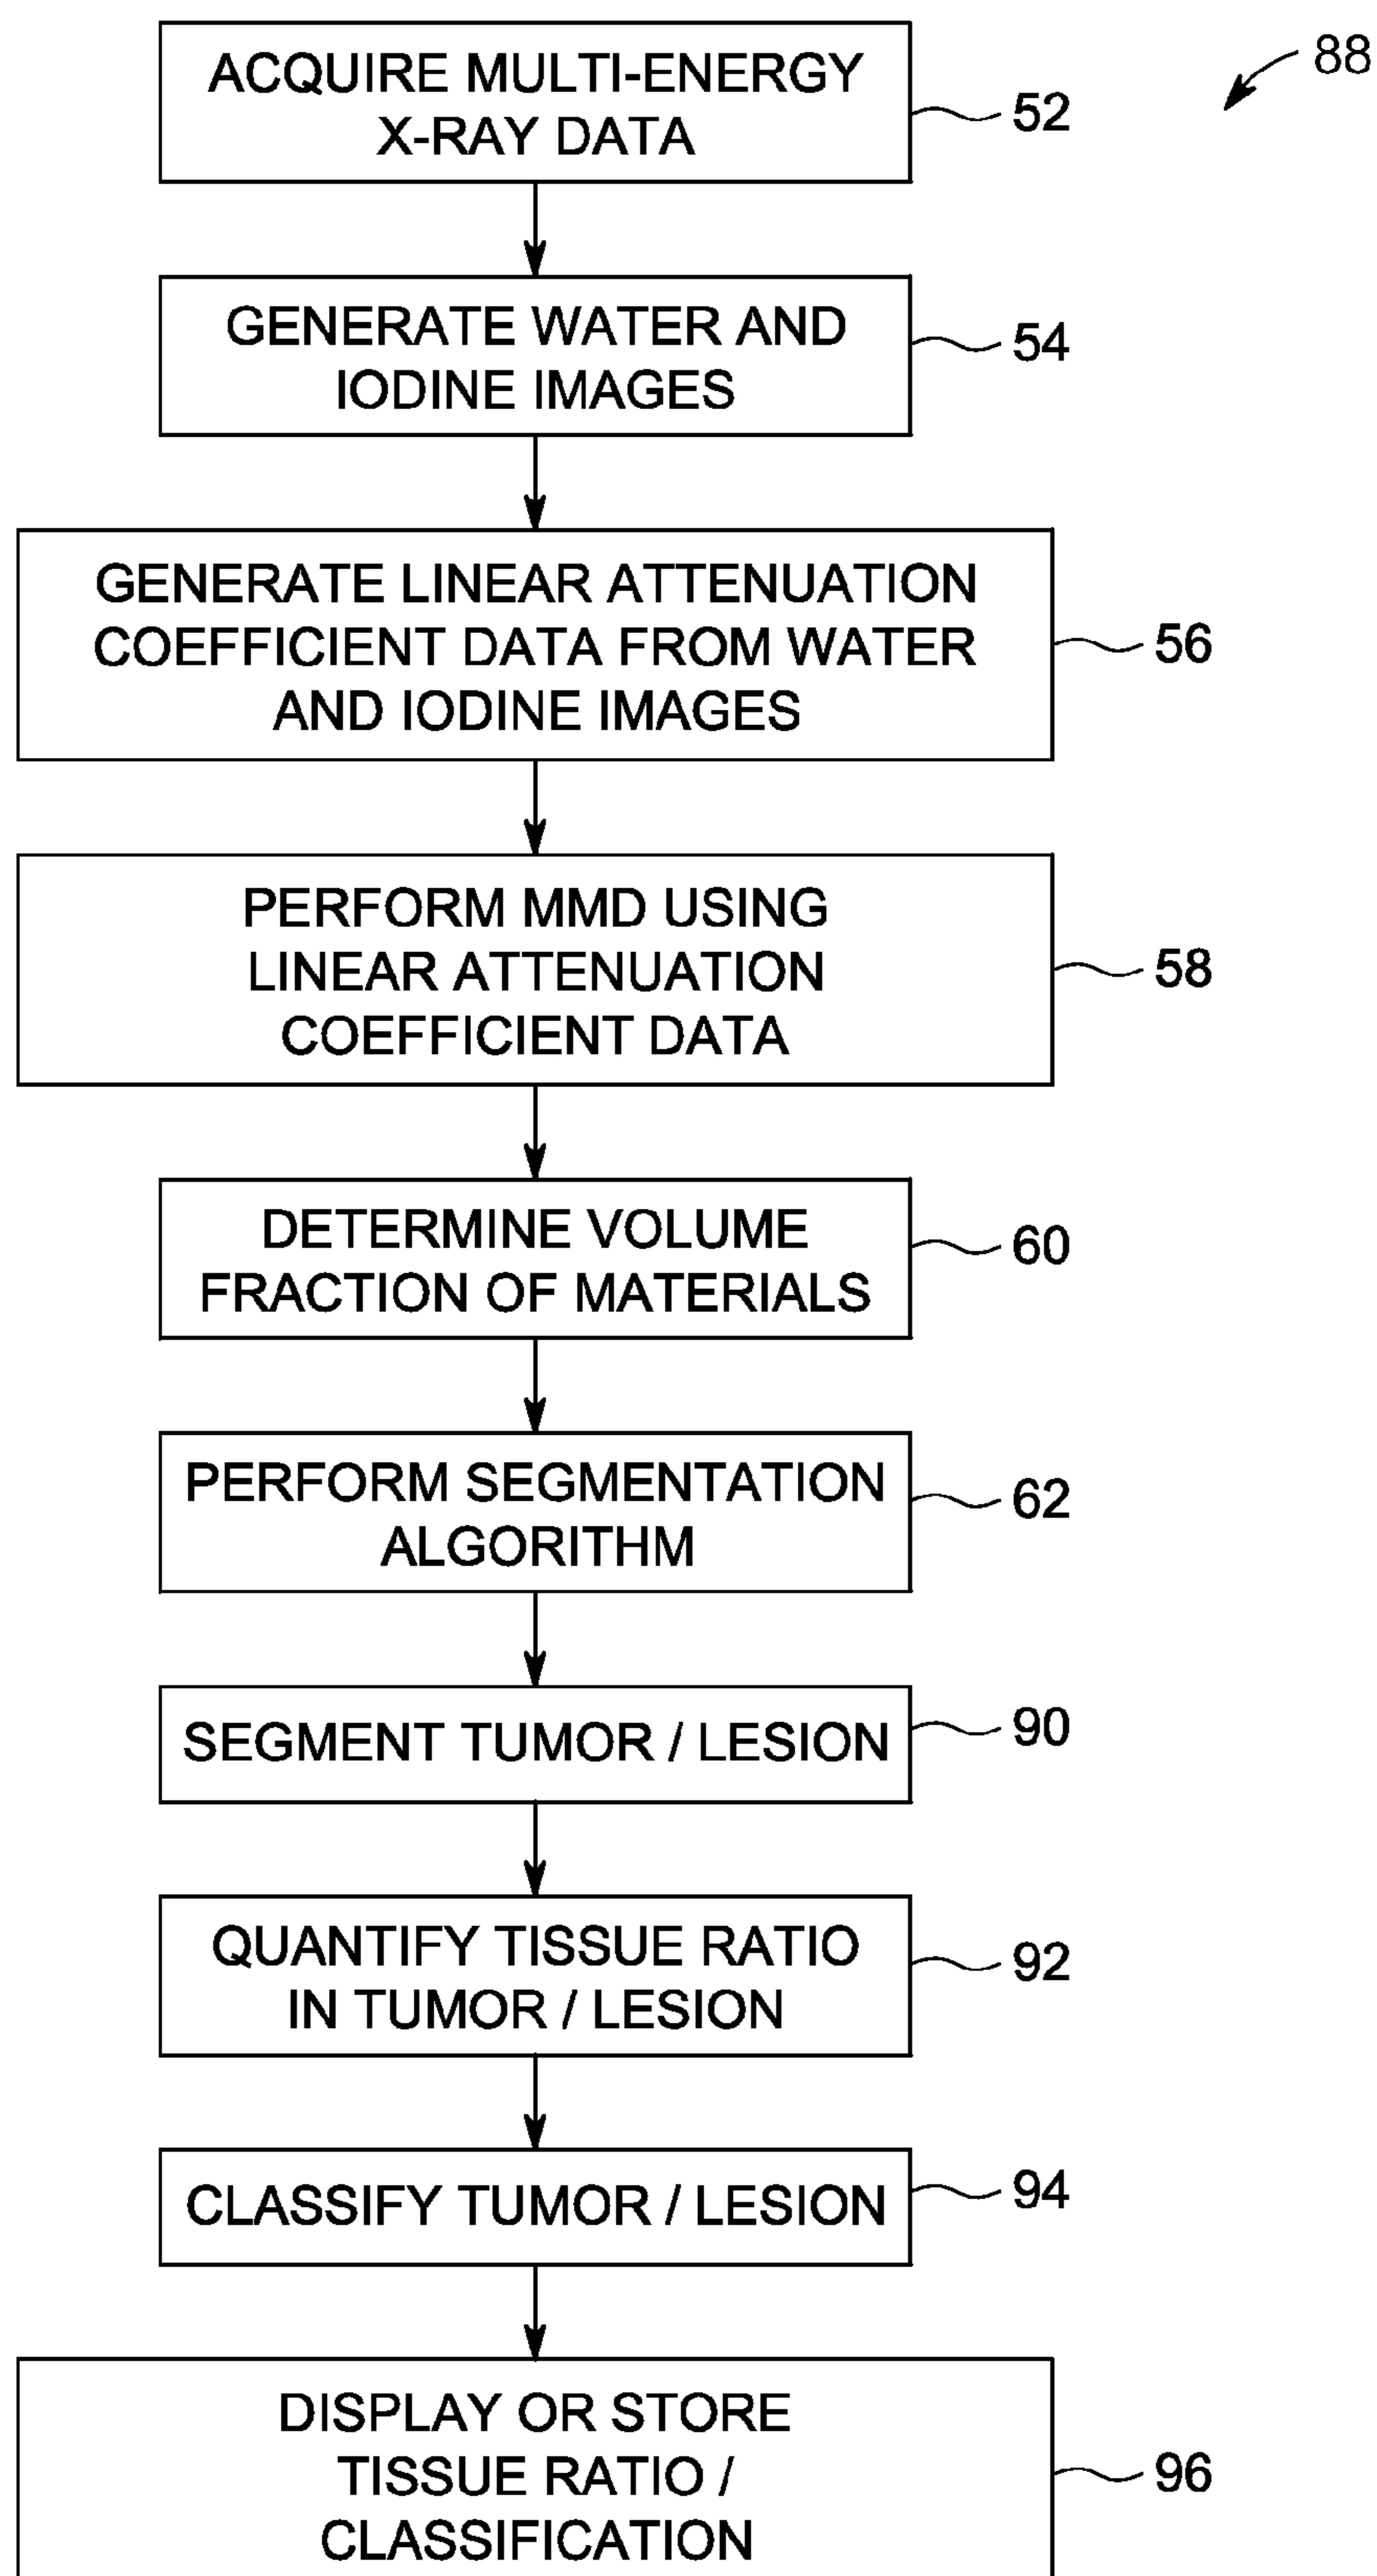 88
ACQUIRE MULTI-ENERGY
X-RAY DATA
52
GENERATE WATER AND
IODINE IMAGES
54
GENERATE LINEAR ATTENUATION
COEFFICIENT DATA FROM WATER
AND IODINE IMAGES
56
PERFORM MMD USING
LINEAR ATTENUATION
COEFFICIENT DATA
58
DETERMINE VOLUME
FRACTION OF MATERIALS
60
PERFORM SEGMENTATION
ALGORITHM
62
SEGMENT TUMOR / LESION
90
QUANTIFY TISSUE RATIO
IN TUMOR / LESION
92
CLASSIFY TUMOR / LESION
94
DISPLAY OR STORE
TISSUE RATIO /
CLASSIFICATION
96